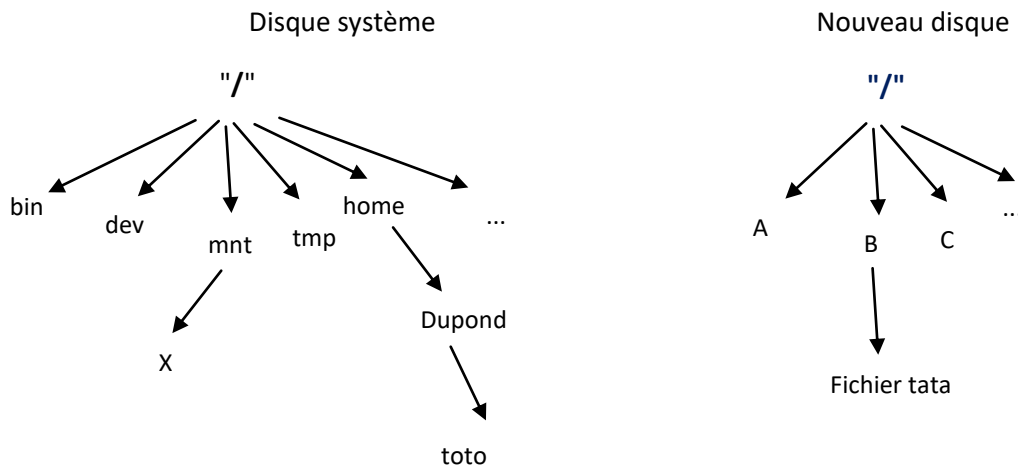 Disque système
Nouveau disque
"/"
"/"
bin
dev
mnt
tmp
home
...
A
B
C
...
X
Dupond
Fichier tata
toto